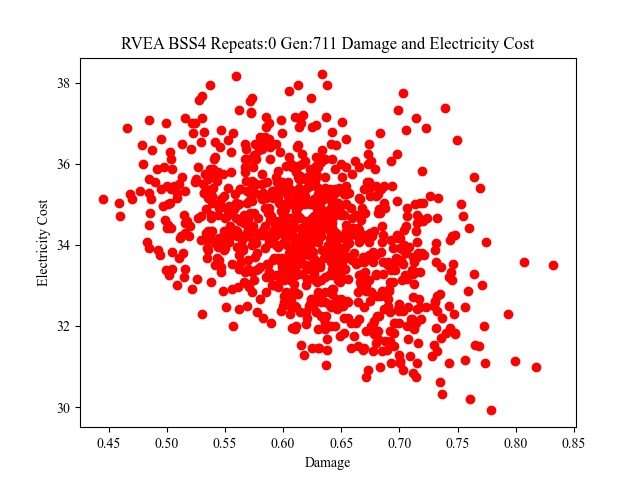 RVEA BSS4 Repeats:0 Gen:711 Damage and Electricity Cost
38
36
34
32
30
Electricity Cost
0.45 0.50 0.55 0.60 0.65 0.70 0.75 0.80 0.85
Damage